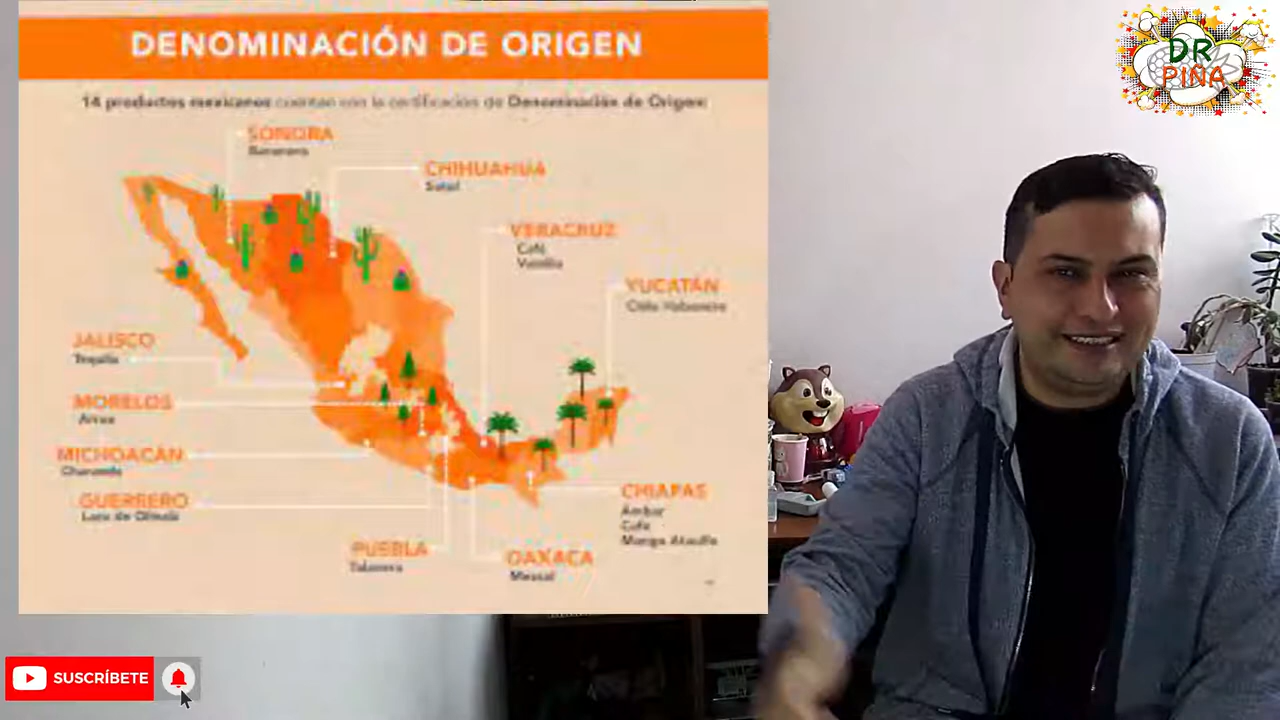 DENOMINACIÓN DE ORIGEN
14 productos mexicanos cuentan con la certificación de Denominación de Origen:
SONORA
Bacanora
CHIHUAHUA
Sotol
VERACRUZ
Café
Vainilla
YUCATÁN
Chile Habanero
JALISCO
Tequila
MORELOS
Arroz
MICHOACÁN
Charanda
GUERRERO
Laca de Olinalá
PUEBLA
Talavera
OAXACA
Mezcal
CHIAPAS
Ámbar
Café
Mango Ataulfo
DR
PIÑA
SUSCRÍBETE